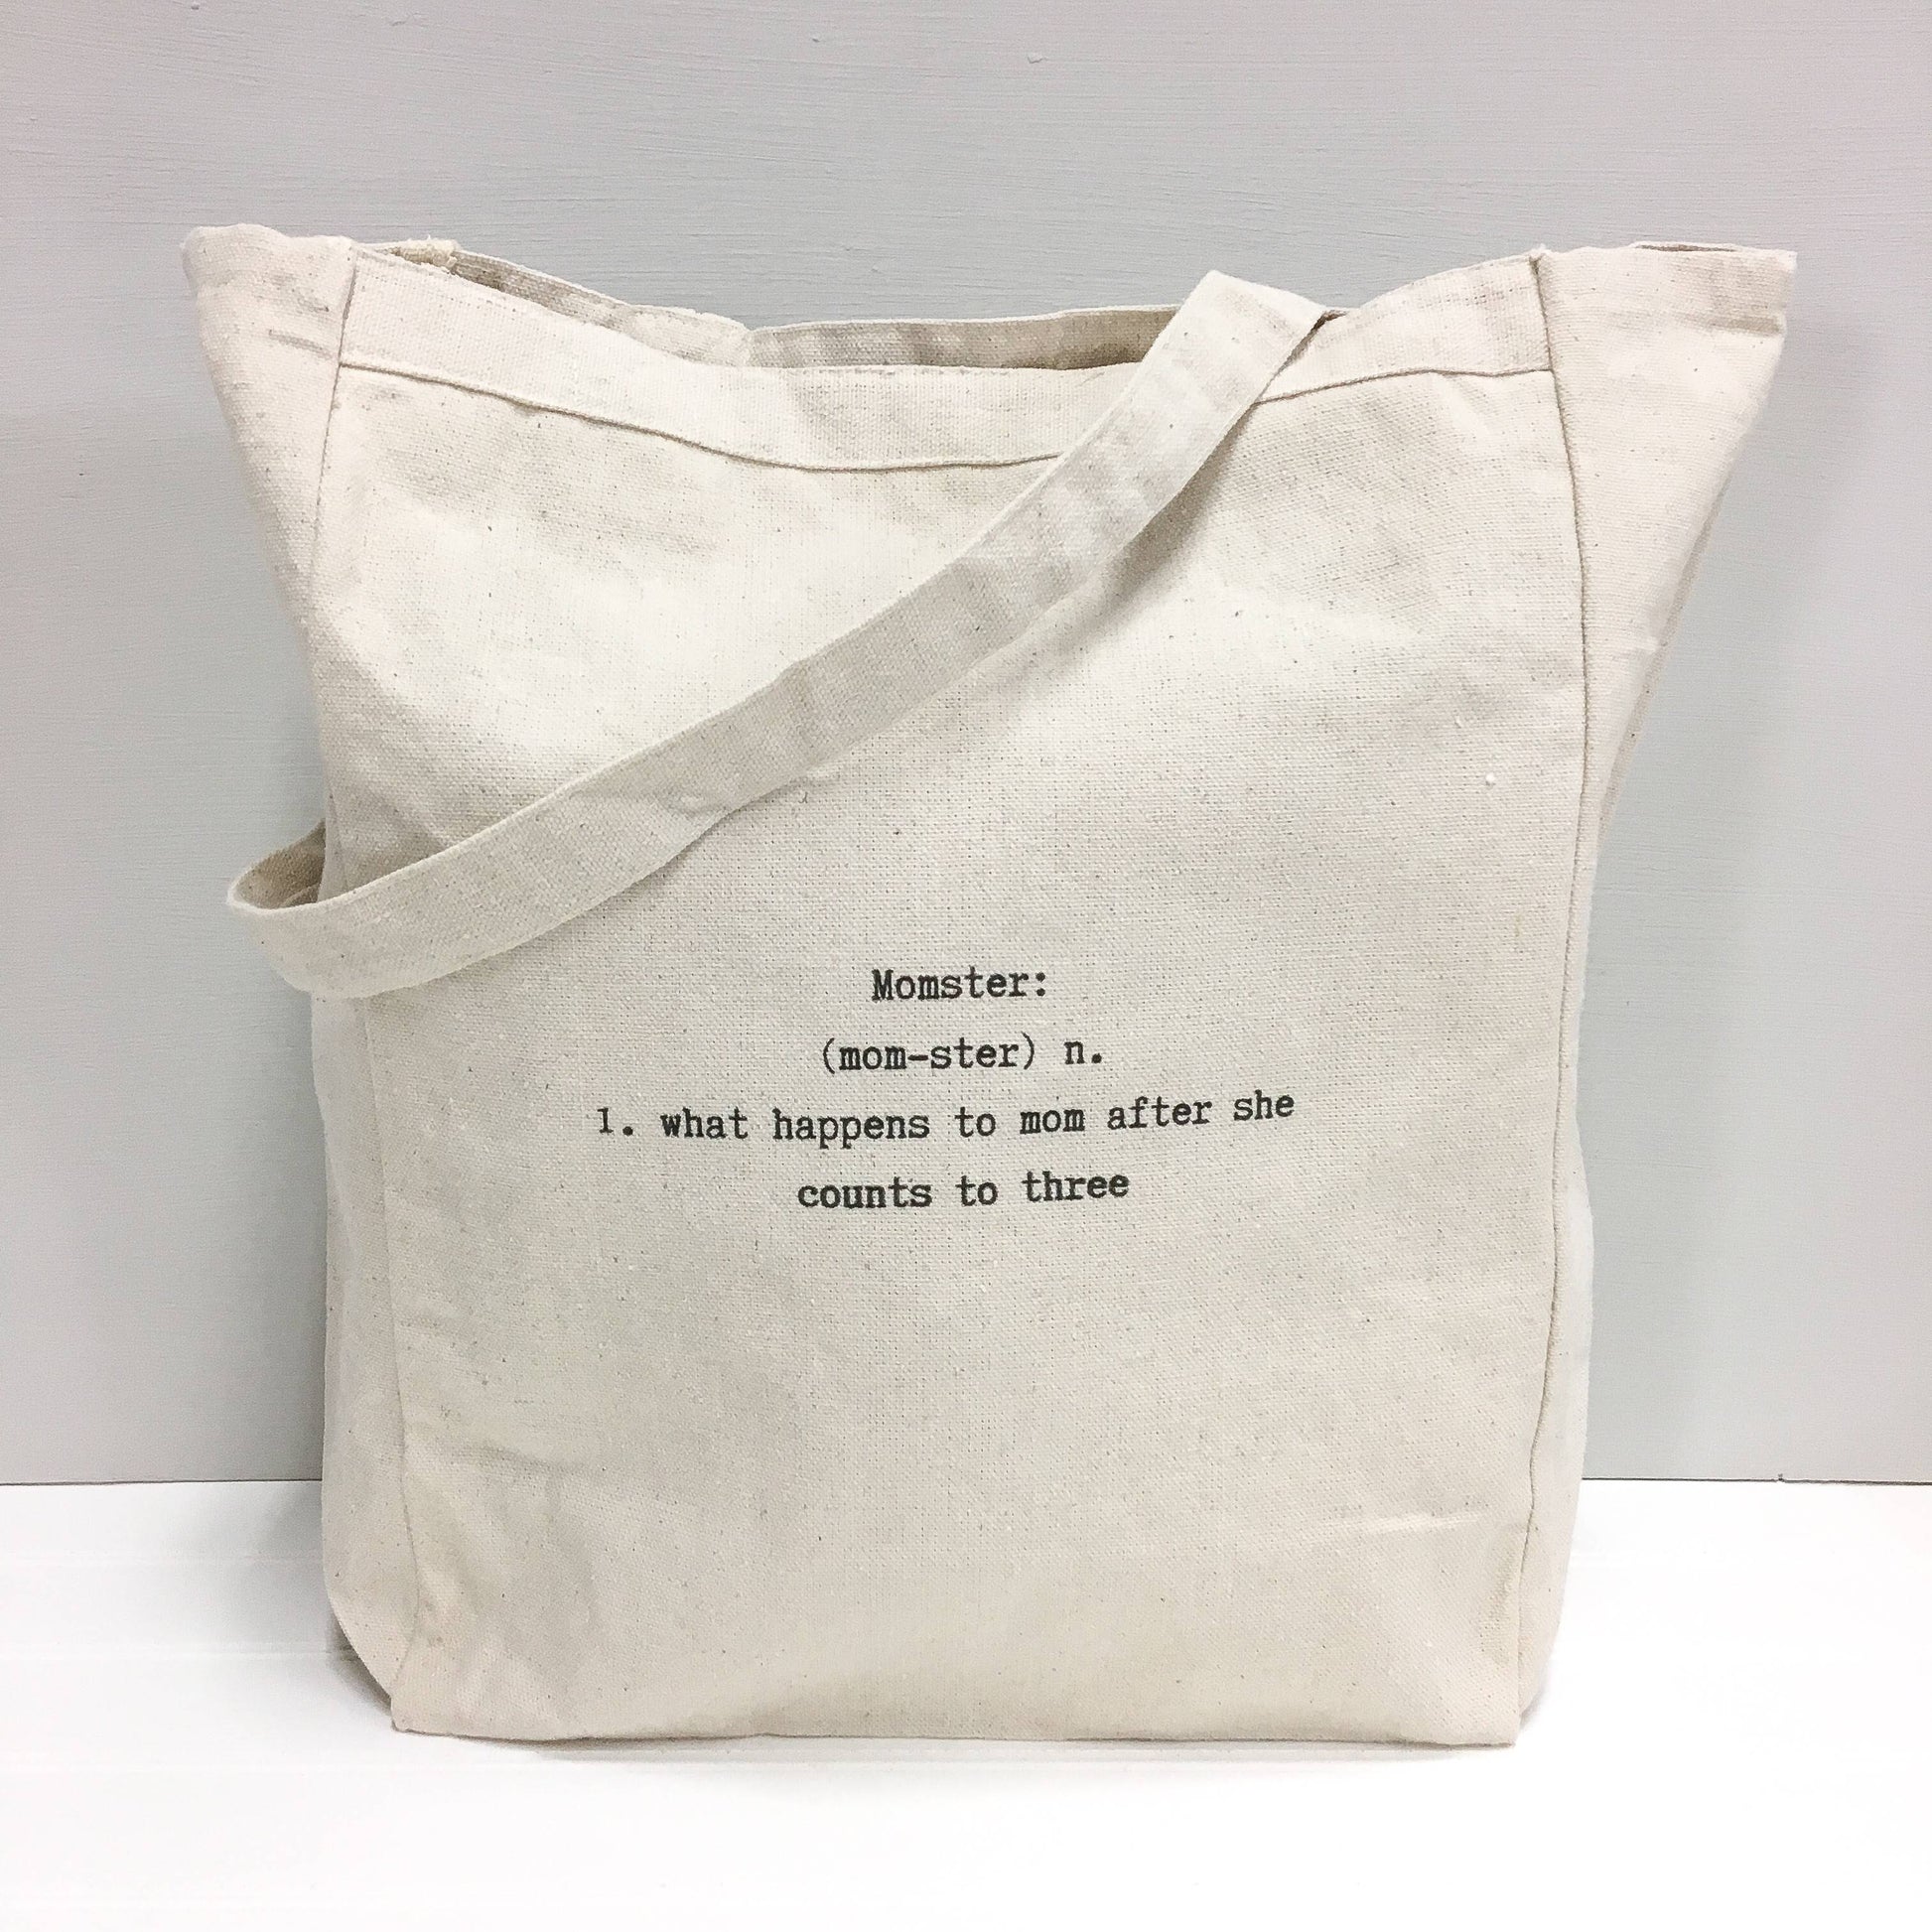 Momster:
(mom-ster) n.
1. what happens to mom after she
counts to three